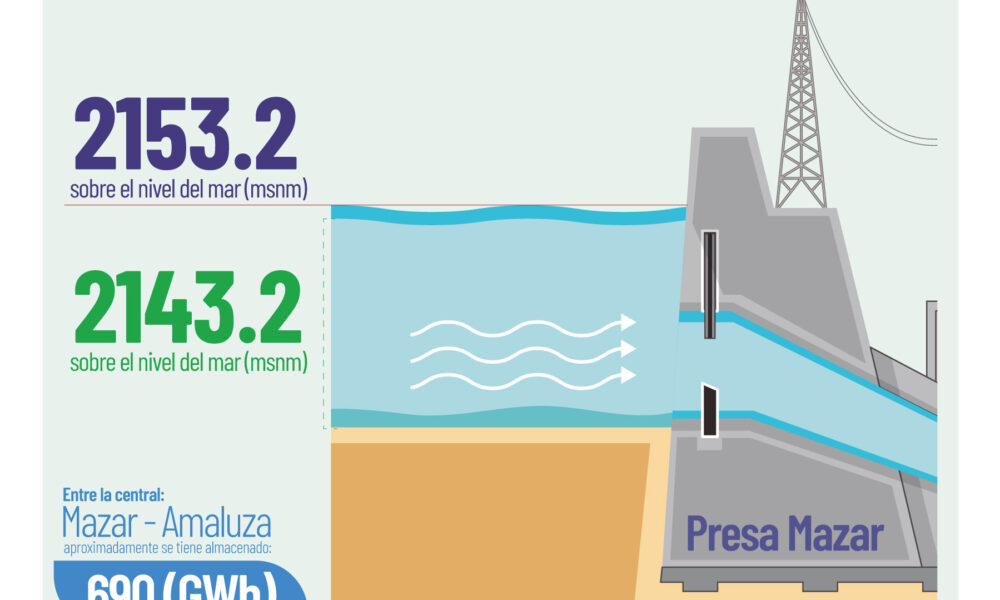 2153.2
sobre el nivel del mar (msnm)
2143.2
sobre el nivel del mar (msnm)
Entre la central:
Mazar - Amaluza
aproximadamente se tiene almacenado:
690 (GWh)
Presa Mazar